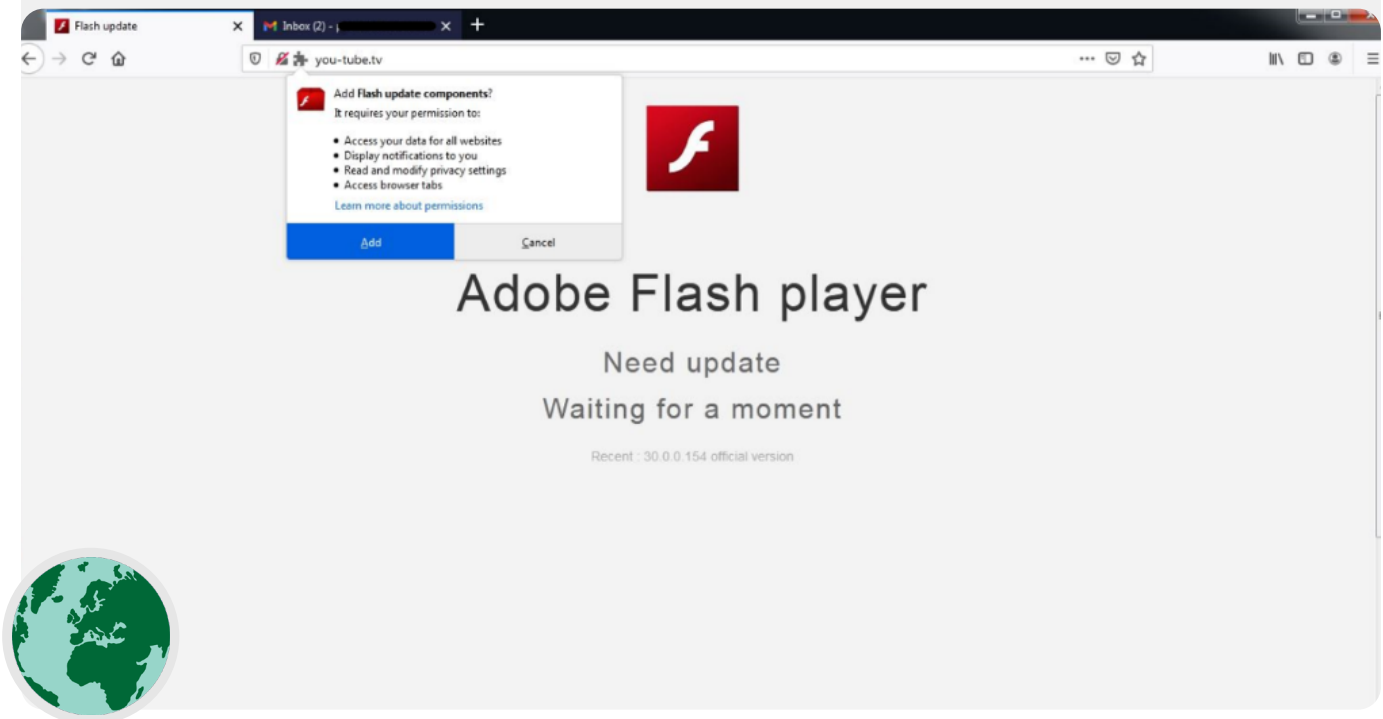 Flash update
Inbox (2) -
you-tube.tv
Add Flash update components?
It requires your permission to:
Access your data for all websites
Display notifications to you
Read and modify privacy settings
Access browser tabs
Learn more about permissions
Add
Cancel
Adobe Flash player
Need update
Waiting for a moment
Recent : 30.0.0.154 official version